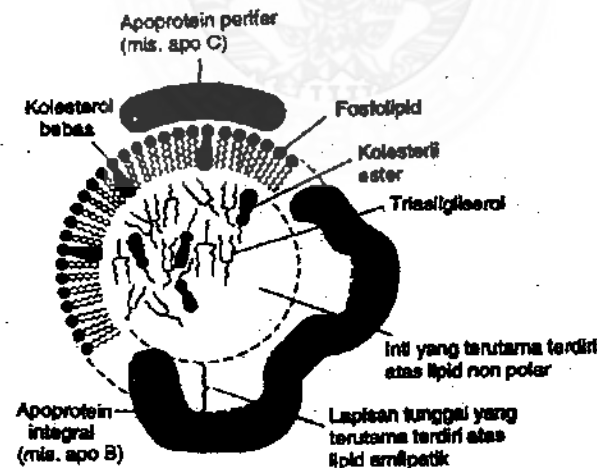 Apoprotein perifer
(mis. apo C)
Kolesterol
bebas
Fosfolipid
Kolesteril
ester
Triasilgliserol
Inti yang terutama terdiri
atas lipid non polar
Apoprotein
integral
(mis. apo B)
Lapisan tunggal yang
terutama terdiri atas
lipid amfipatik